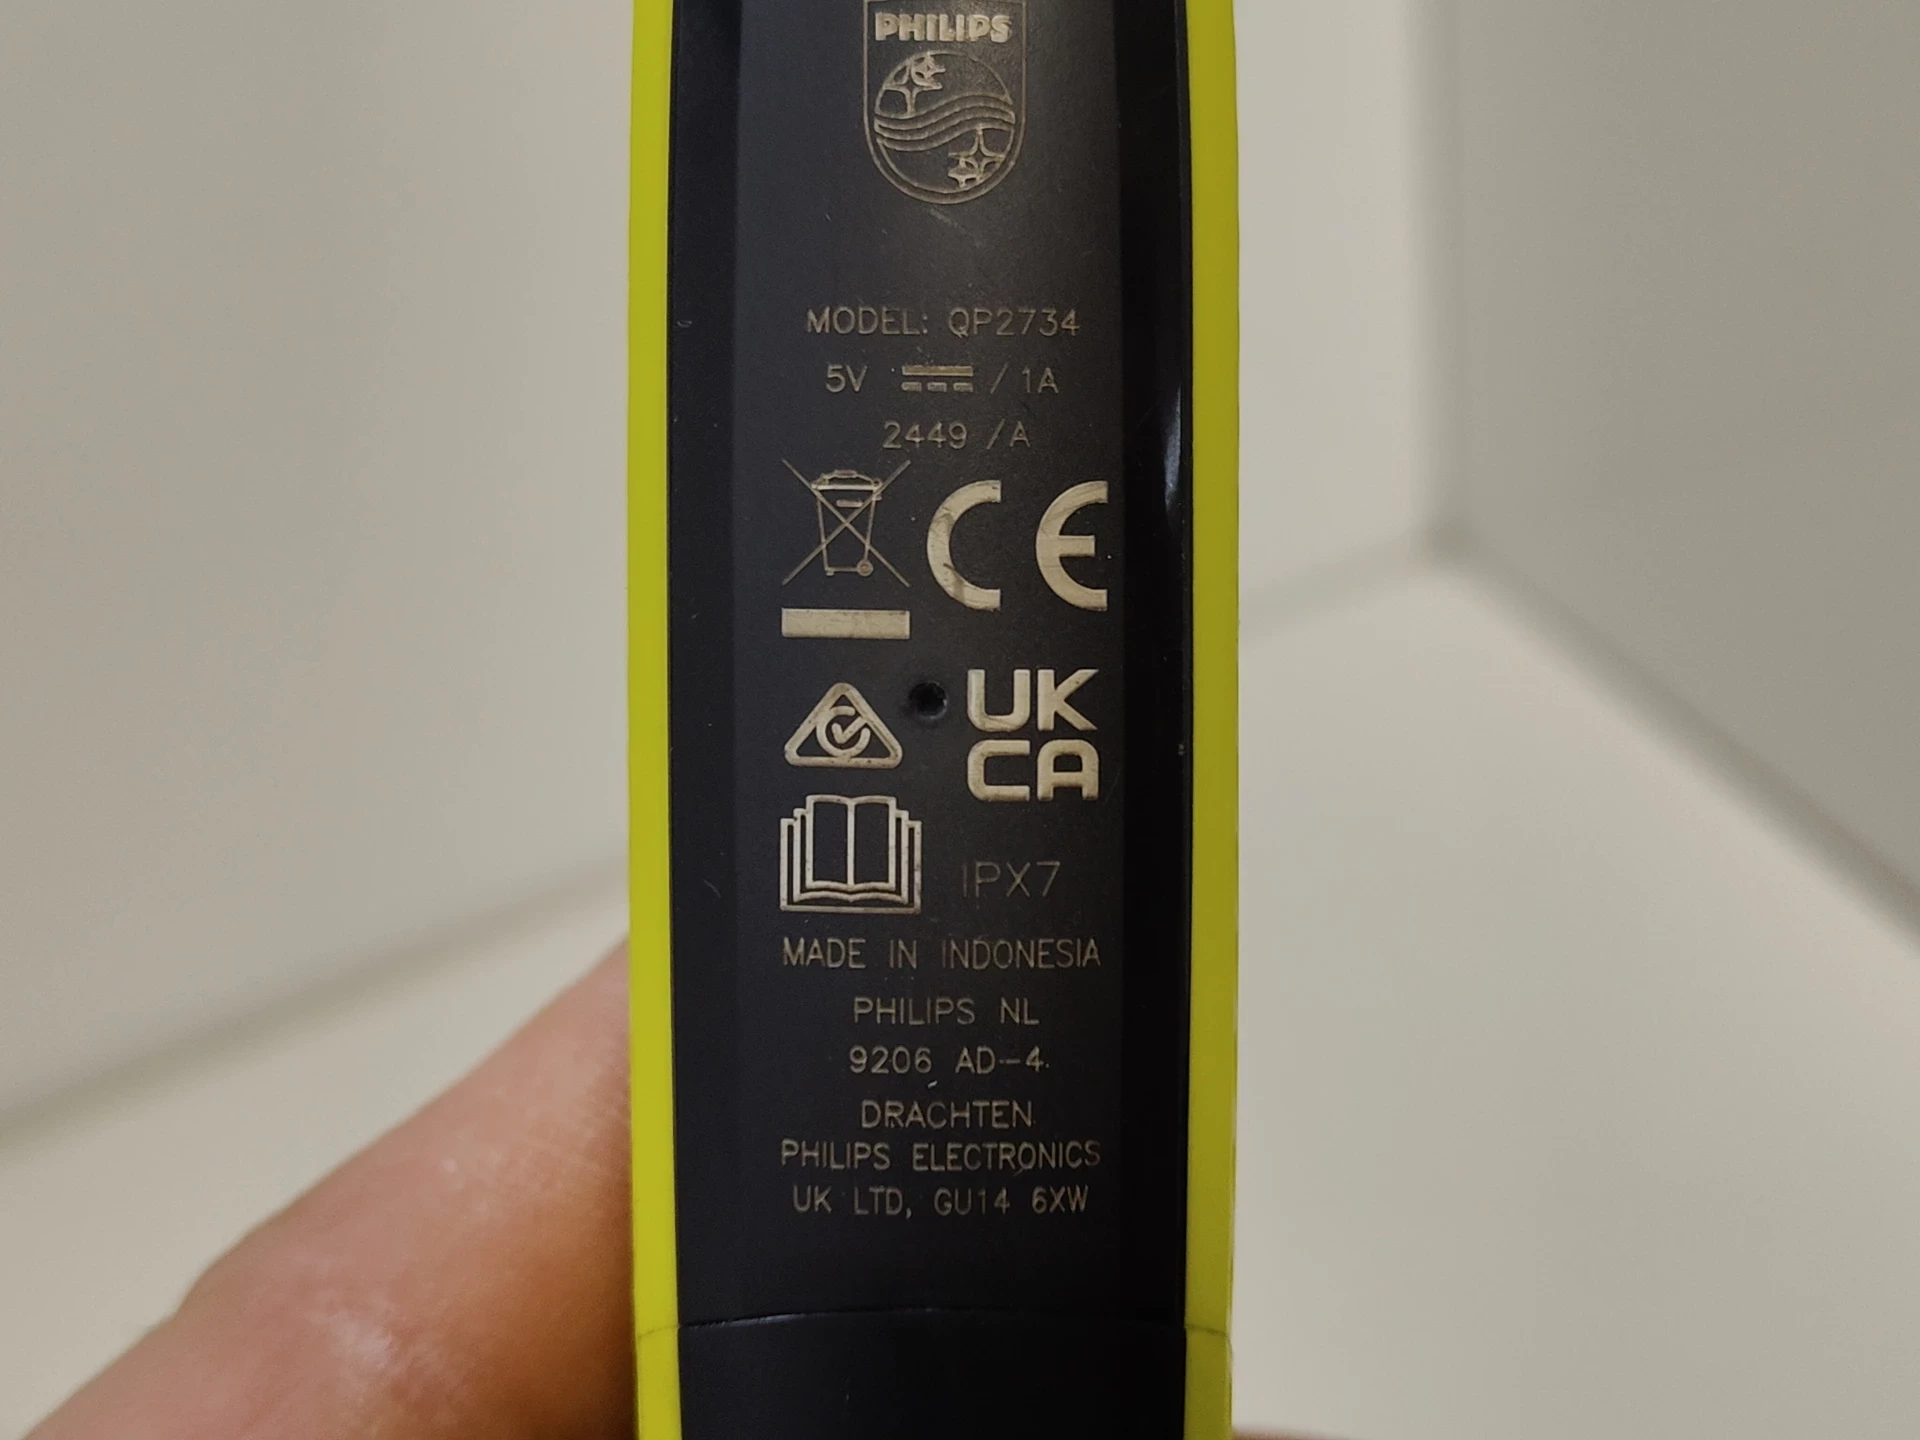 PHILIPS
MODEL: QP2734
5V ⎓ / 1A
2449 /A
CE
UK
CA
IPX7
MADE IN INDONESIA
PHILIPS NL
9206 AD-4
DRACHTEN
PHILIPS ELECTRONICS
UK LTD, GU14 6XW